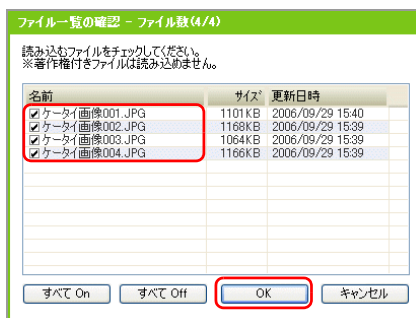 ファイル一覧の確認 - ファイル数(4/4)
読み込むファイルをチェックしてください。
※著作権付きファイルは読み込めません。
名前 サイズ 更新日時
ケータイ画像001.JPG 1101KB 2006/09/29 15:40
ケータイ画像002.JPG 1168KB 2006/09/29 15:39
ケータイ画像003.JPG 1064KB 2006/09/29 15:39
ケータイ画像004.JPG 1166KB 2006/09/29 15:39
すべて On すべて Off OK キャンセル